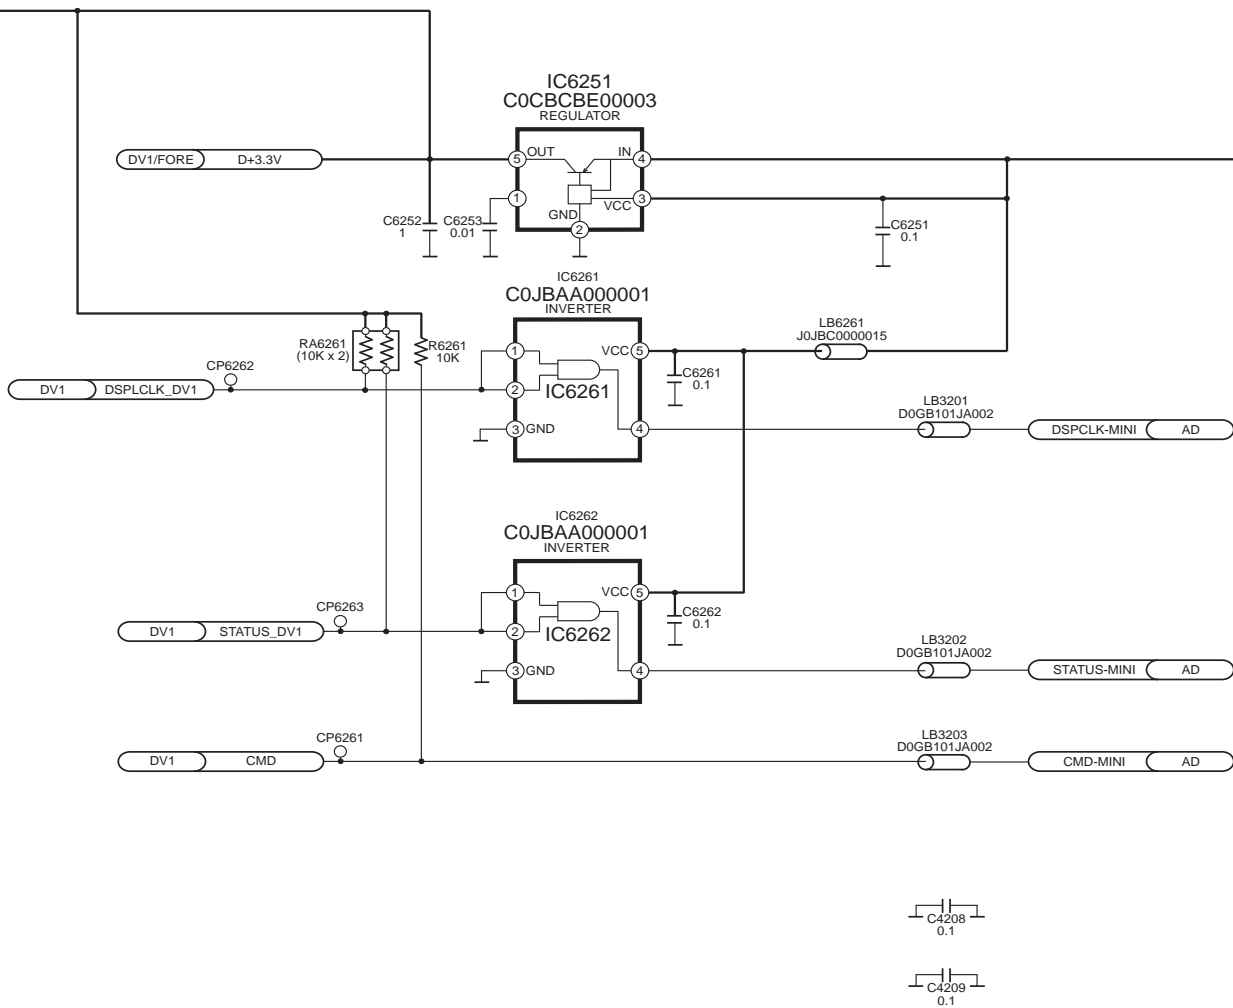 IC6251
C0CBCBE00003
REGULATOR
DV1/FORE D+3.3V
5 OUT IN 4
1 VCC 3
GND
2
C6252
1
C6253
0.01
C6251
0.1
IC6261
C0JBAA000001
INVERTER
RA6261
(10K x 2)
R6261
10K
LB6261
J0JBC0000015
CP6262
1 VCC 5
C6261
0.1
DV1 DSPLCLK_DV1
2 IC6261
3 GND 4
LB3201
D0GB101JA002
DSPCLK-MINI AD
IC6262
C0JBAA000001
INVERTER
1 VCC 5
C6262
0.1
CP6263
DV1 STATUS_DV1
2 IC6262
3 GND 4
LB3202
D0GB101JA002
STATUS-MINI AD
CP6261
DV1 CMD
LB3203
D0GB101JA002
CMD-MINI AD
C4208
0.1
C4209
0.1